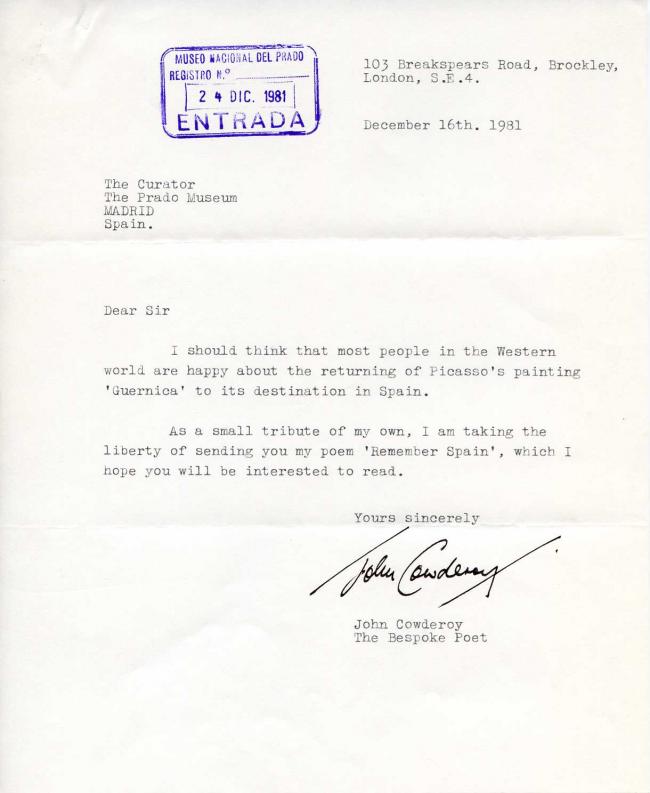 MUSEO NACIONAL DEL PRADO
REGISTRO N.º
24 DIC. 1981
ENTRADA
103 Breakspears Road, Brockley,
London, S.E.4.
December 16th. 1981
The Curator
The Prado Museum
MADRID
Spain.
Dear Sir
I should think that most people in the Western
world are happy about the returning of Picasso's painting
'Guernica' to its destination in Spain.
As a small tribute of my own, I am taking the
liberty of sending you my poem 'Remember Spain', which I
hope you will be interested to read.
Yours sincerely
John Cowderoy
John Cowderoy
The Bespoke Poet